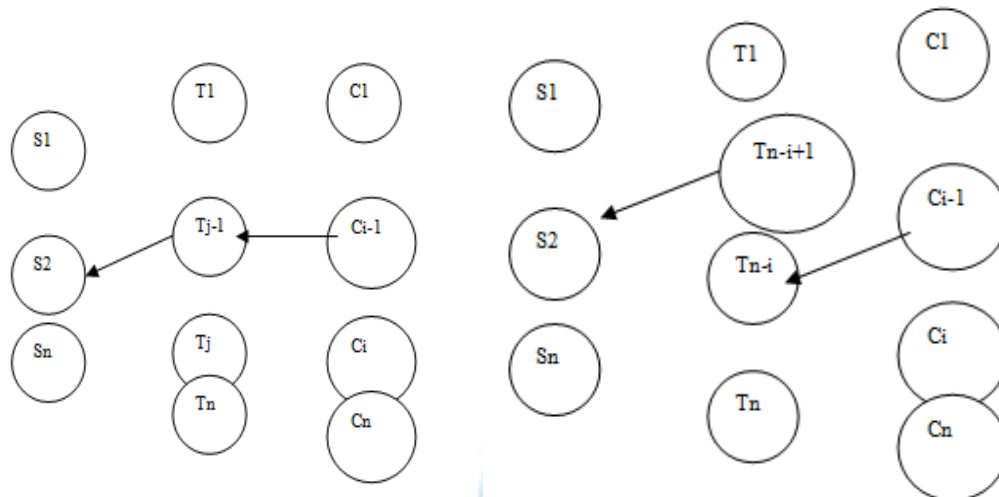 T1
C1
S1
Tj-1
Ci-1
S2
Tj
Ci
Sn
Tn
Cn
T1
C1
S1
Tn-i+1
Ci-1
S2
Tn-i
Ci
Sn
Tn
Cn